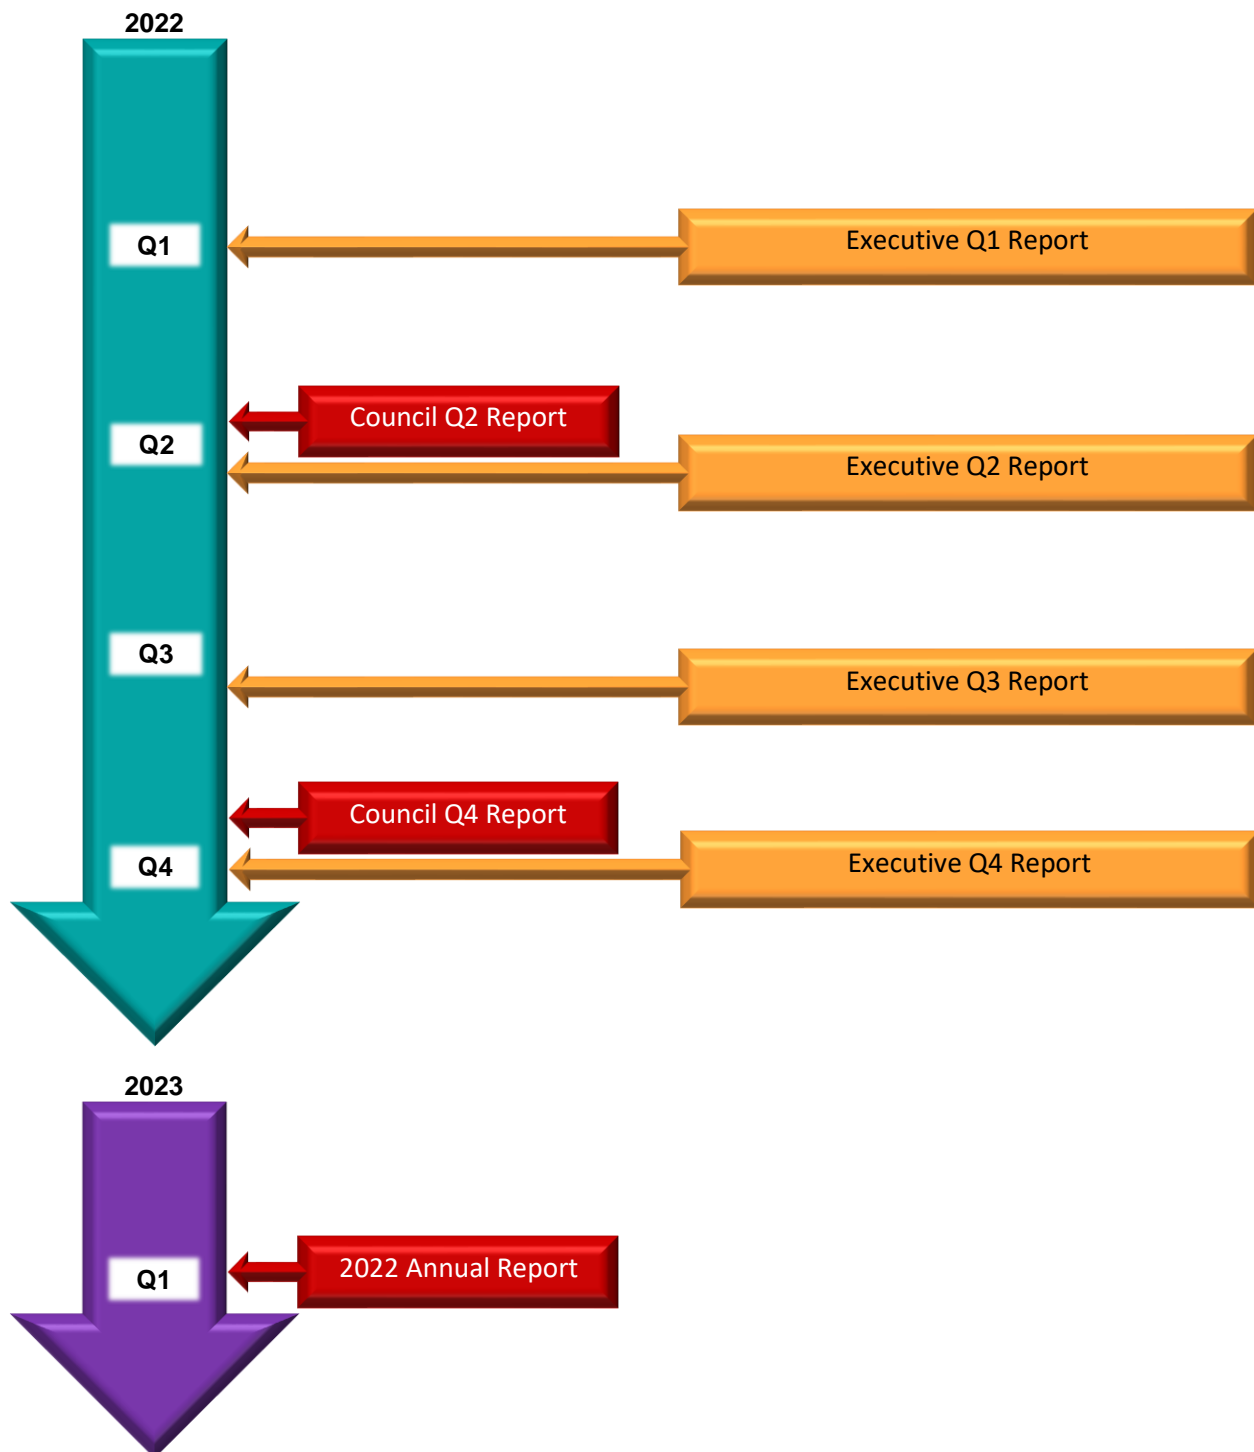 2022
Q1
Executive Q1 Report
Council Q2 Report
Q2
Executive Q2 Report
Q3
Executive Q3 Report
Council Q4 Report
Q4
Executive Q4 Report
2023
Q1
2022 Annual Report